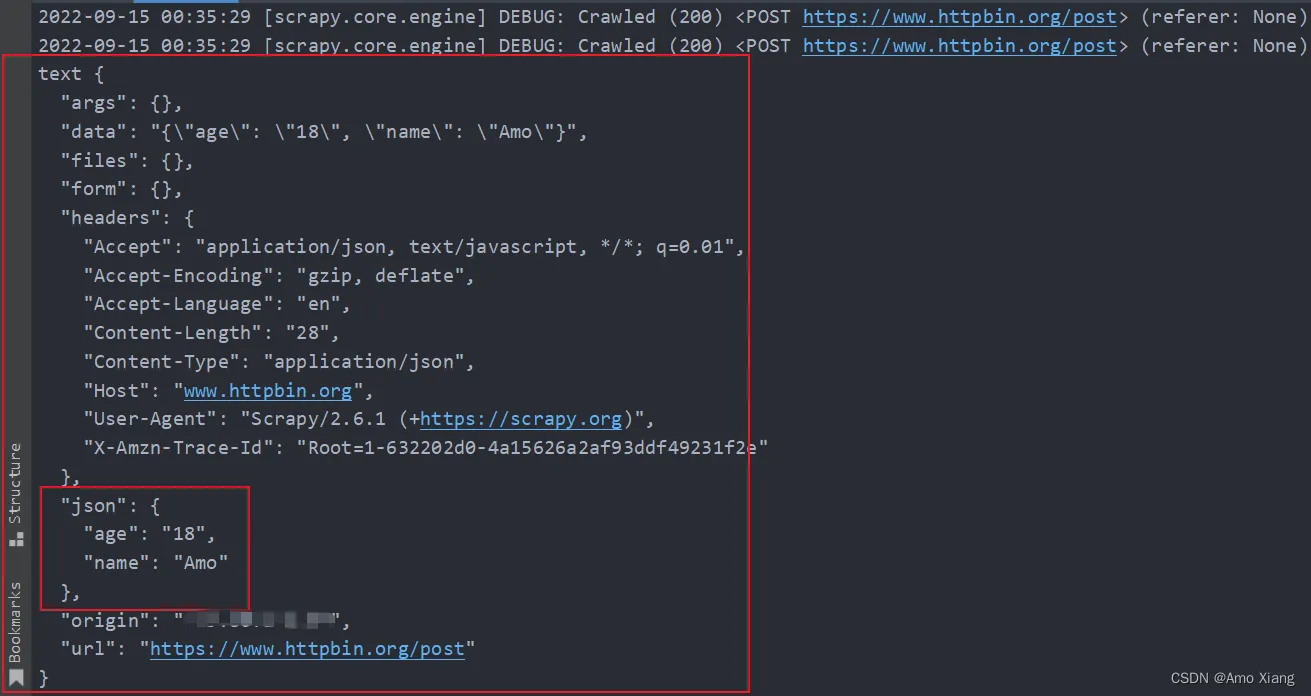 2022-09-15 00:35:29 [scrapy.core.engine] DEBUG: Crawled (200) <POST https://www.httpbin.org/post> (referer: None)
2022-09-15 00:35:29 [scrapy.core.engine] DEBUG: Crawled (200) <POST https://www.httpbin.org/post> (referer: None)
text {
  "args": {},
  "data": "{\"age\": \"18\", \"name\": \"Amo\"}",
  "files": {},
  "form": {},
  "headers": {
    "Accept": "application/json, text/javascript, */*; q=0.01",
    "Accept-Encoding": "gzip, deflate",
    "Accept-Language": "en",
    "Content-Length": "28",
    "Content-Type": "application/json",
    "Host": "www.httpbin.org",
    "User-Agent": "Scrapy/2.6.1 (+https://scrapy.org)",
    "X-Amzn-Trace-Id": "Root=1-632202d0-4a15626a2af93ddf49231f2e"
  },
  "json": {
    "age": "18",
    "name": "Amo"
  },
  "origin": "",
  "url": "https://www.httpbin.org/post"
}
Structure
Bookmarks
CSDN @Amo Xiang